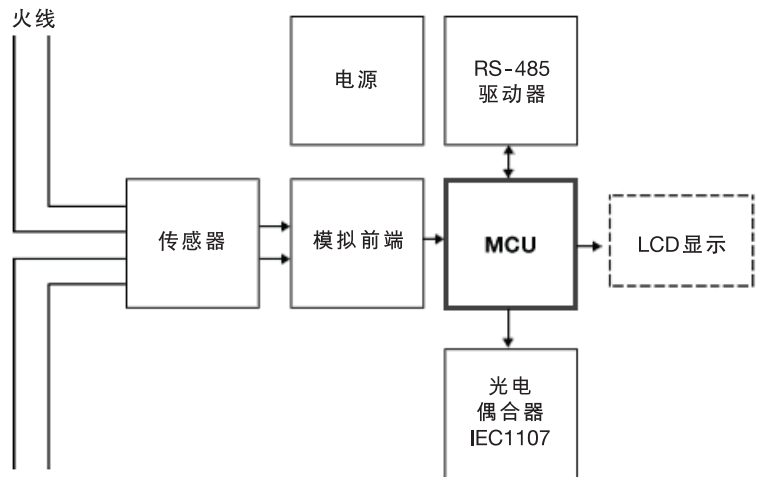 火线
电源
RS-485
驱动器
传感器
模拟前端
MCU
LCD显示
光电
偶合器
IEC1107